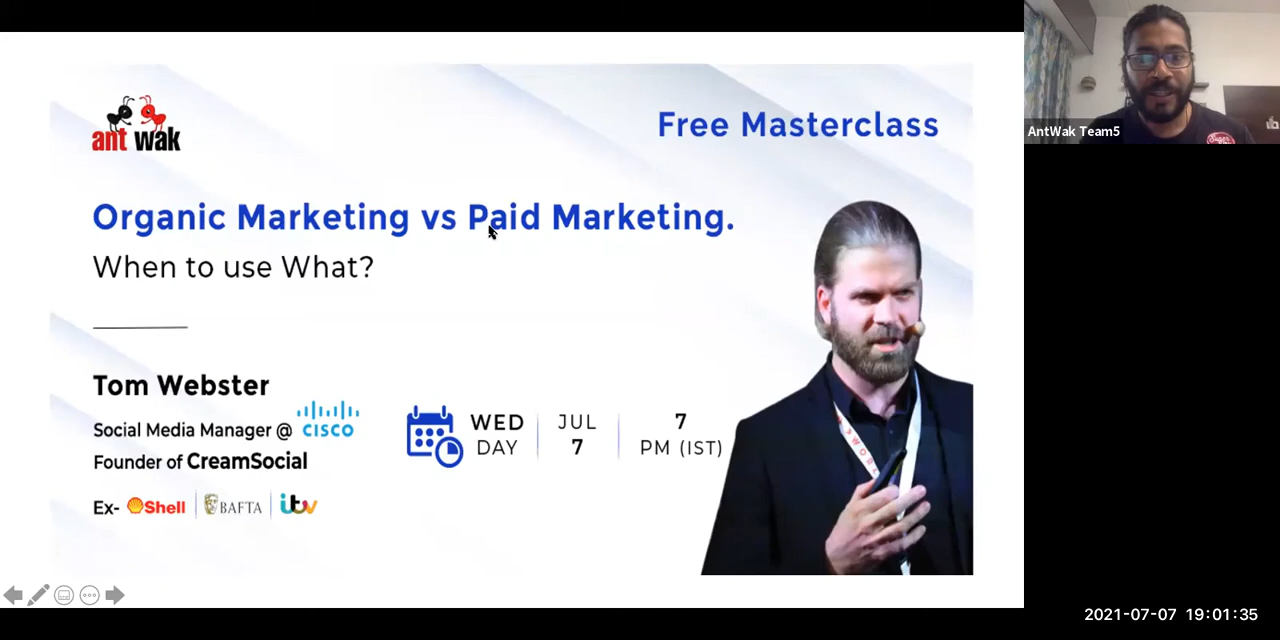 ant wak
Free Masterclass
Organic Marketing vs Paid Marketing.
When to use What?
Tom Webster
Social Media Manager @ CISCO
Founder of CreamSocial
Ex- Shell BAFTA itv
WED
DAY
JUL
7
7
PM (IST)
AntWak Team5
2021-07-07 19:01:35